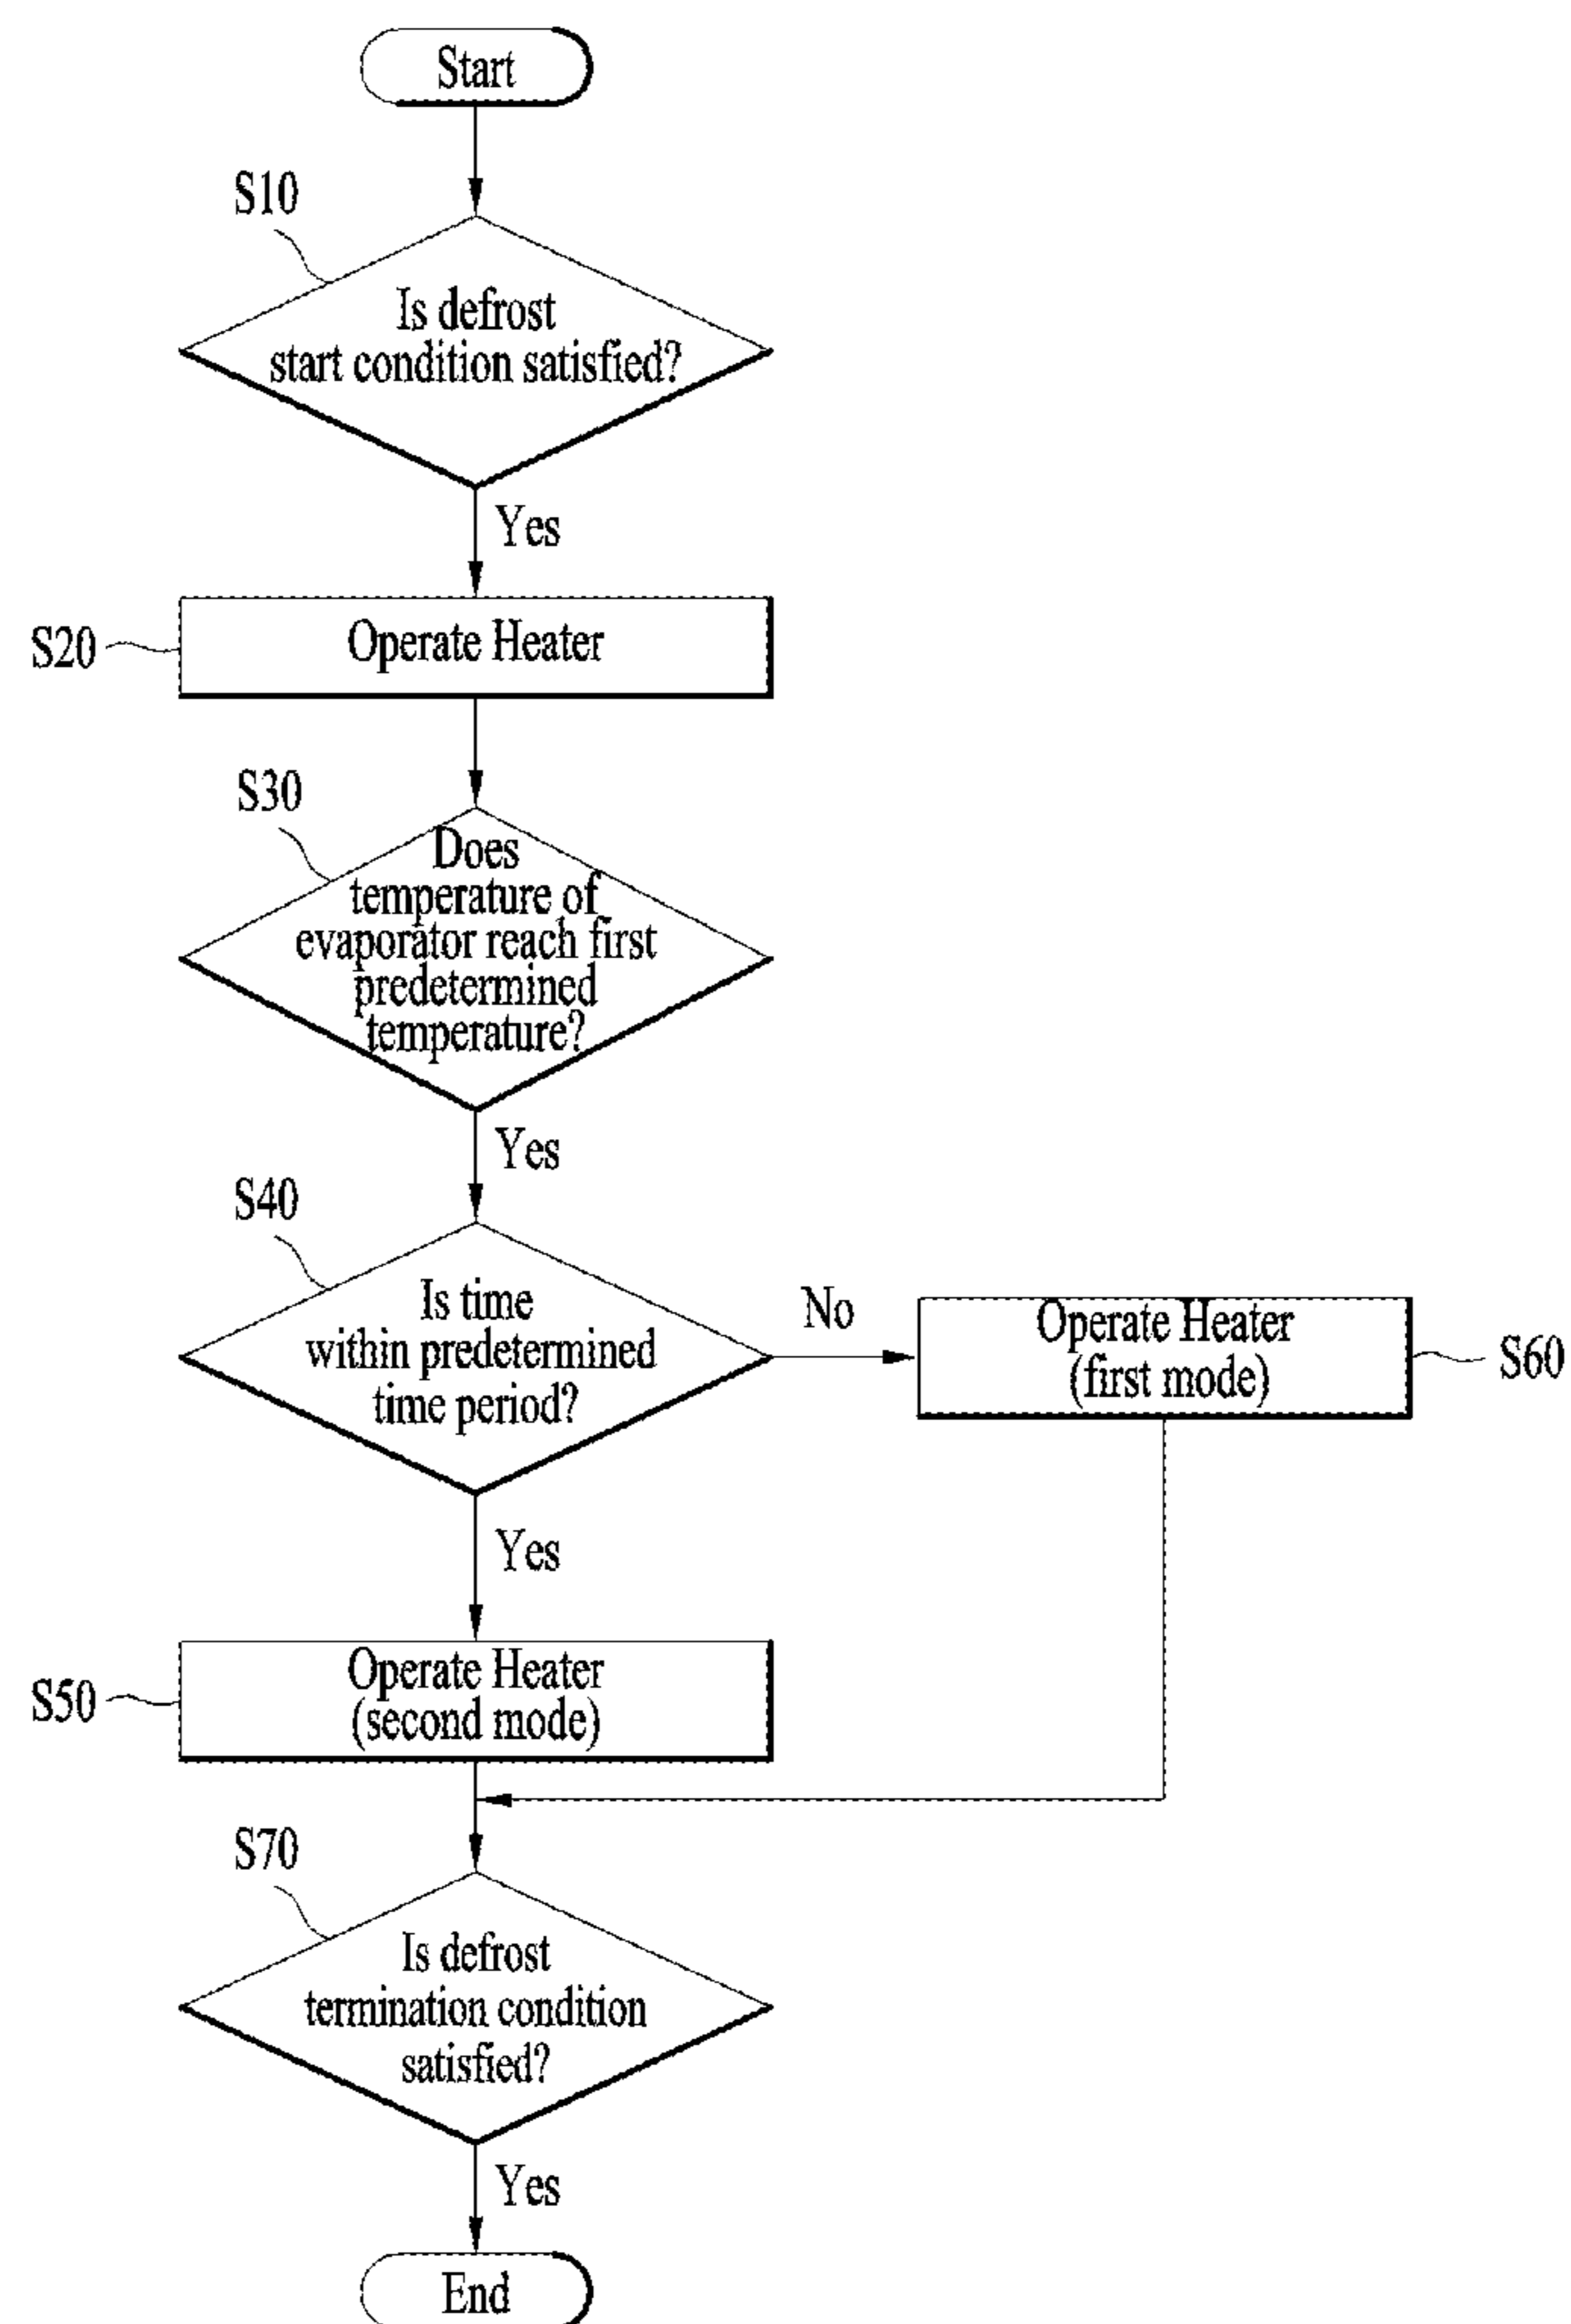 Start
S10
Is defrost
start condition satisfied?
Yes
S20
Operate Heater
S30
Does
temperature of
evaporator reach first
predetermined
temperature?
Yes
S40
Is time
within predetermined
time period?
No
Operate Heater
(first mode)
S60
Yes
S50
Operate Heater
(second mode)
S70
Is defrost
termination condition
satisfied?
Yes
End